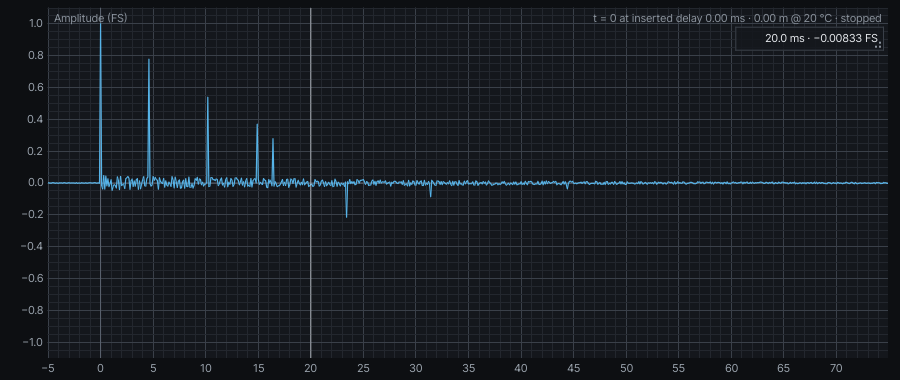 Amplitude (FS)
t = 0 at inserted delay 0.00 ms · 0.00 m @ 20 °C · stopped
20.0 ms · −0.00833 FS
1.0
0.8
0.6
0.4
0.2
0.0
−0.2
−0.4
−0.6
−0.8
−1.0
−5 0 5 10 15 20 25 30 35 40 45 50 55 60 65 70